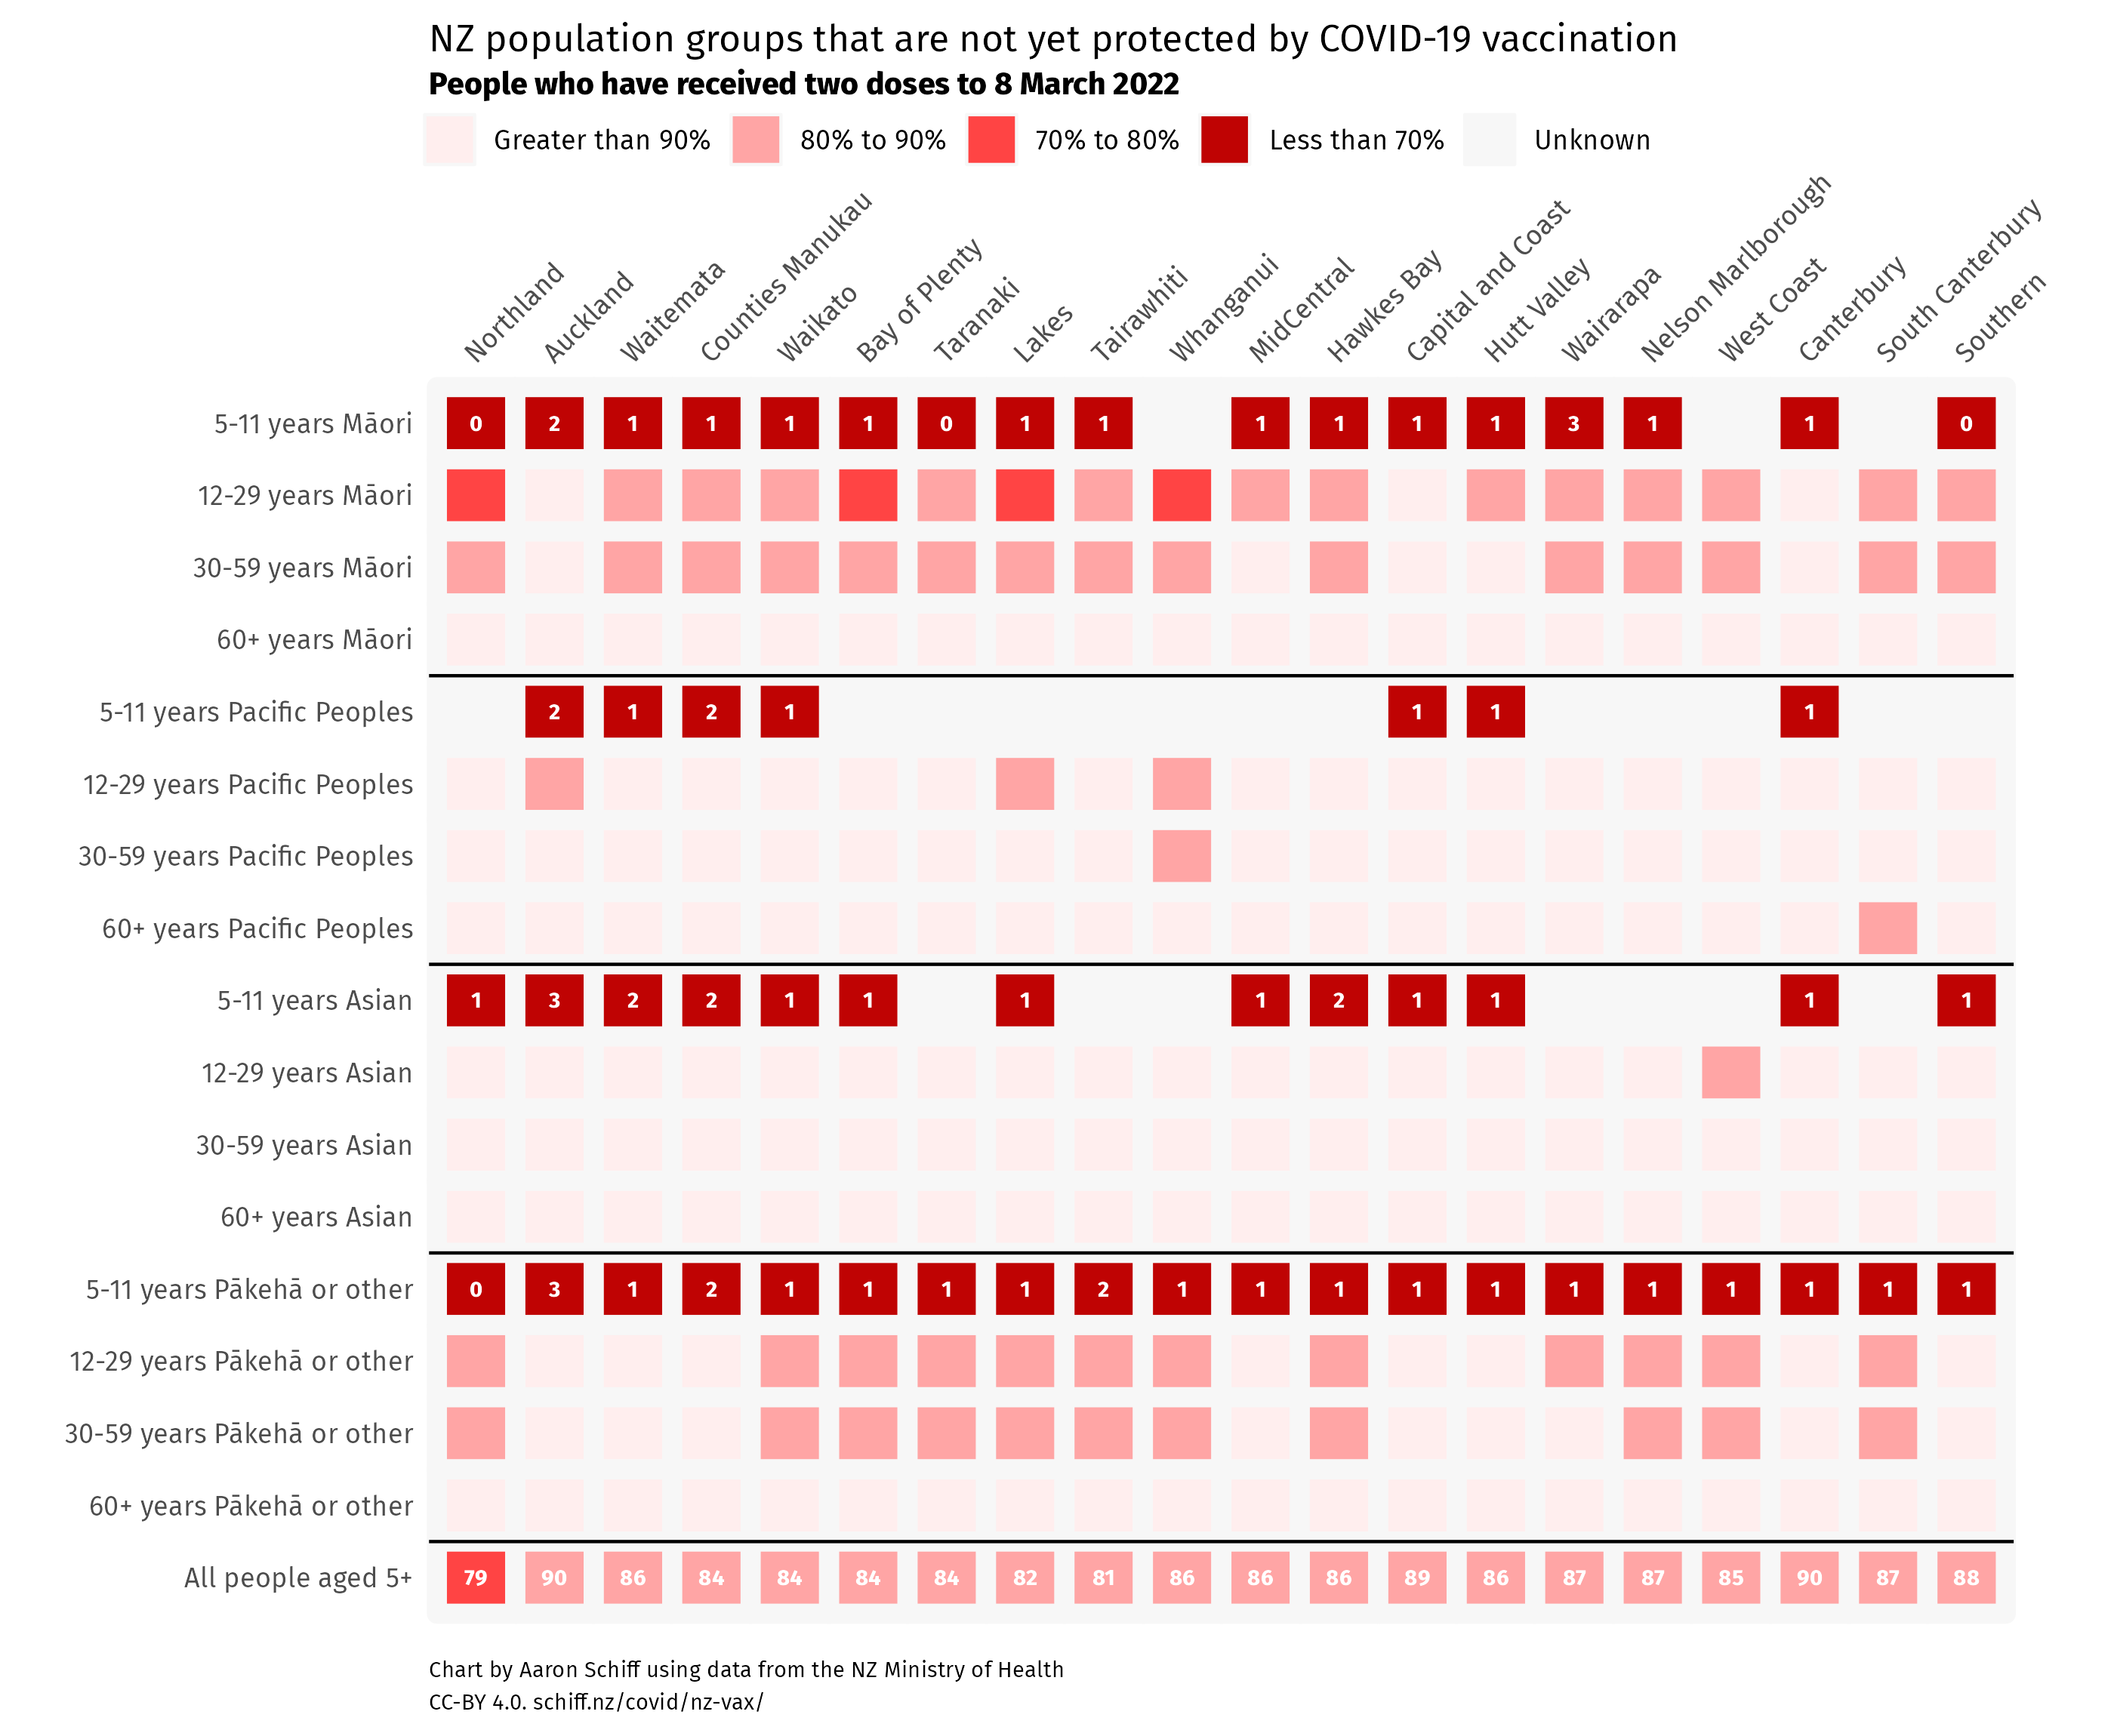 NZ population groups that are not yet protected by COVID-19 vaccination
People who have received two doses to 8 March 2022
Greater than 90% 80% to 90% 70% to 80% Less than 70% Unknown
Northland Auckland Waitemata Counties Manukau Waikato Bay of Plenty Taranaki Lakes Tairawhiti Whanganui MidCentral Hawkes Bay Capital and Coast Hutt Valley Wairarapa Nelson Marlborough West Coast Canterbury South Canterbury Southern
5-11 years Māori 0 2 1 1 1 1 0 1 1 1 1 1 1 3 1 1 0
12-29 years Māori
30-59 years Māori
60+ years Māori
5-11 years Pacific Peoples 2 1 2 1 1 1 1
12-29 years Pacific Peoples
30-59 years Pacific Peoples
60+ years Pacific Peoples
5-11 years Asian 1 3 2 2 1 1 1 1 2 1 1 1 1
12-29 years Asian
30-59 years Asian
60+ years Asian
5-11 years Pākehā or other 0 3 1 2 1 1 1 1 2 1 1 1 1 1 1 1 1 1 1 1
12-29 years Pākehā or other
30-59 years Pākehā or other
60+ years Pākehā or other
All people aged 5+ 79 90 86 84 84 84 84 82 81 86 86 86 89 86 87 87 85 90 87 88
Chart by Aaron Schiff using data from the NZ Ministry of Health
CC-BY 4.0. schiff.nz/covid/nz-vax/